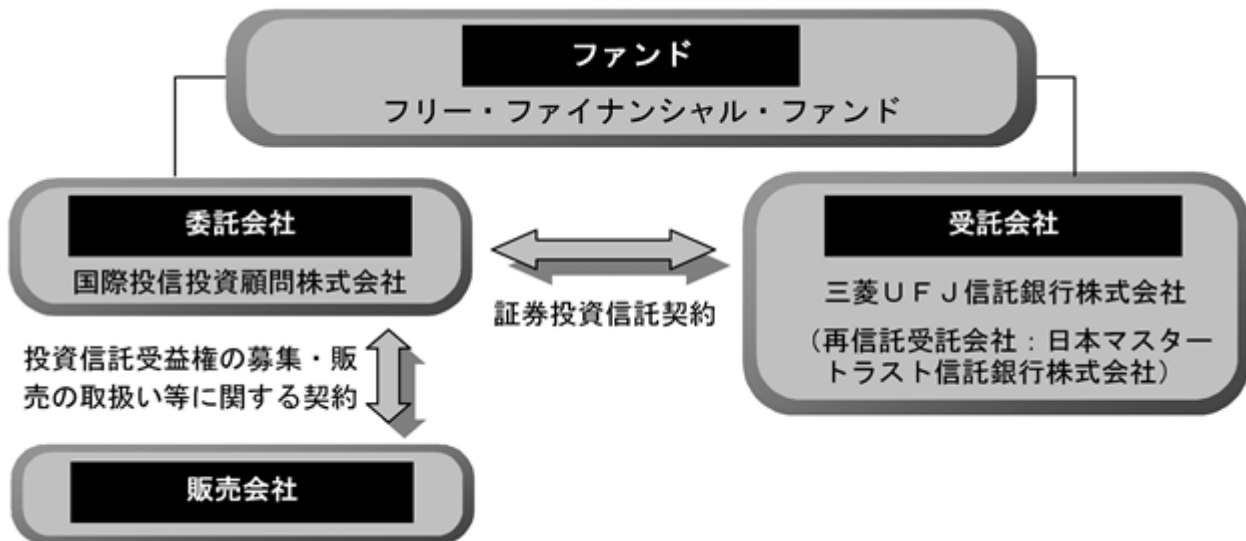 ファンド
フリー・ファイナンシャル・ファンド
委託会社
国際投信投資顧問株式会社
証券投資信託契約
受託会社
三菱UFJ信託銀行株式会社
(再信託受託会社:日本マスター
トラスト信託銀行株式会社)
投資信託受益権の募集・販
売の取扱い等に関する契約
販売会社